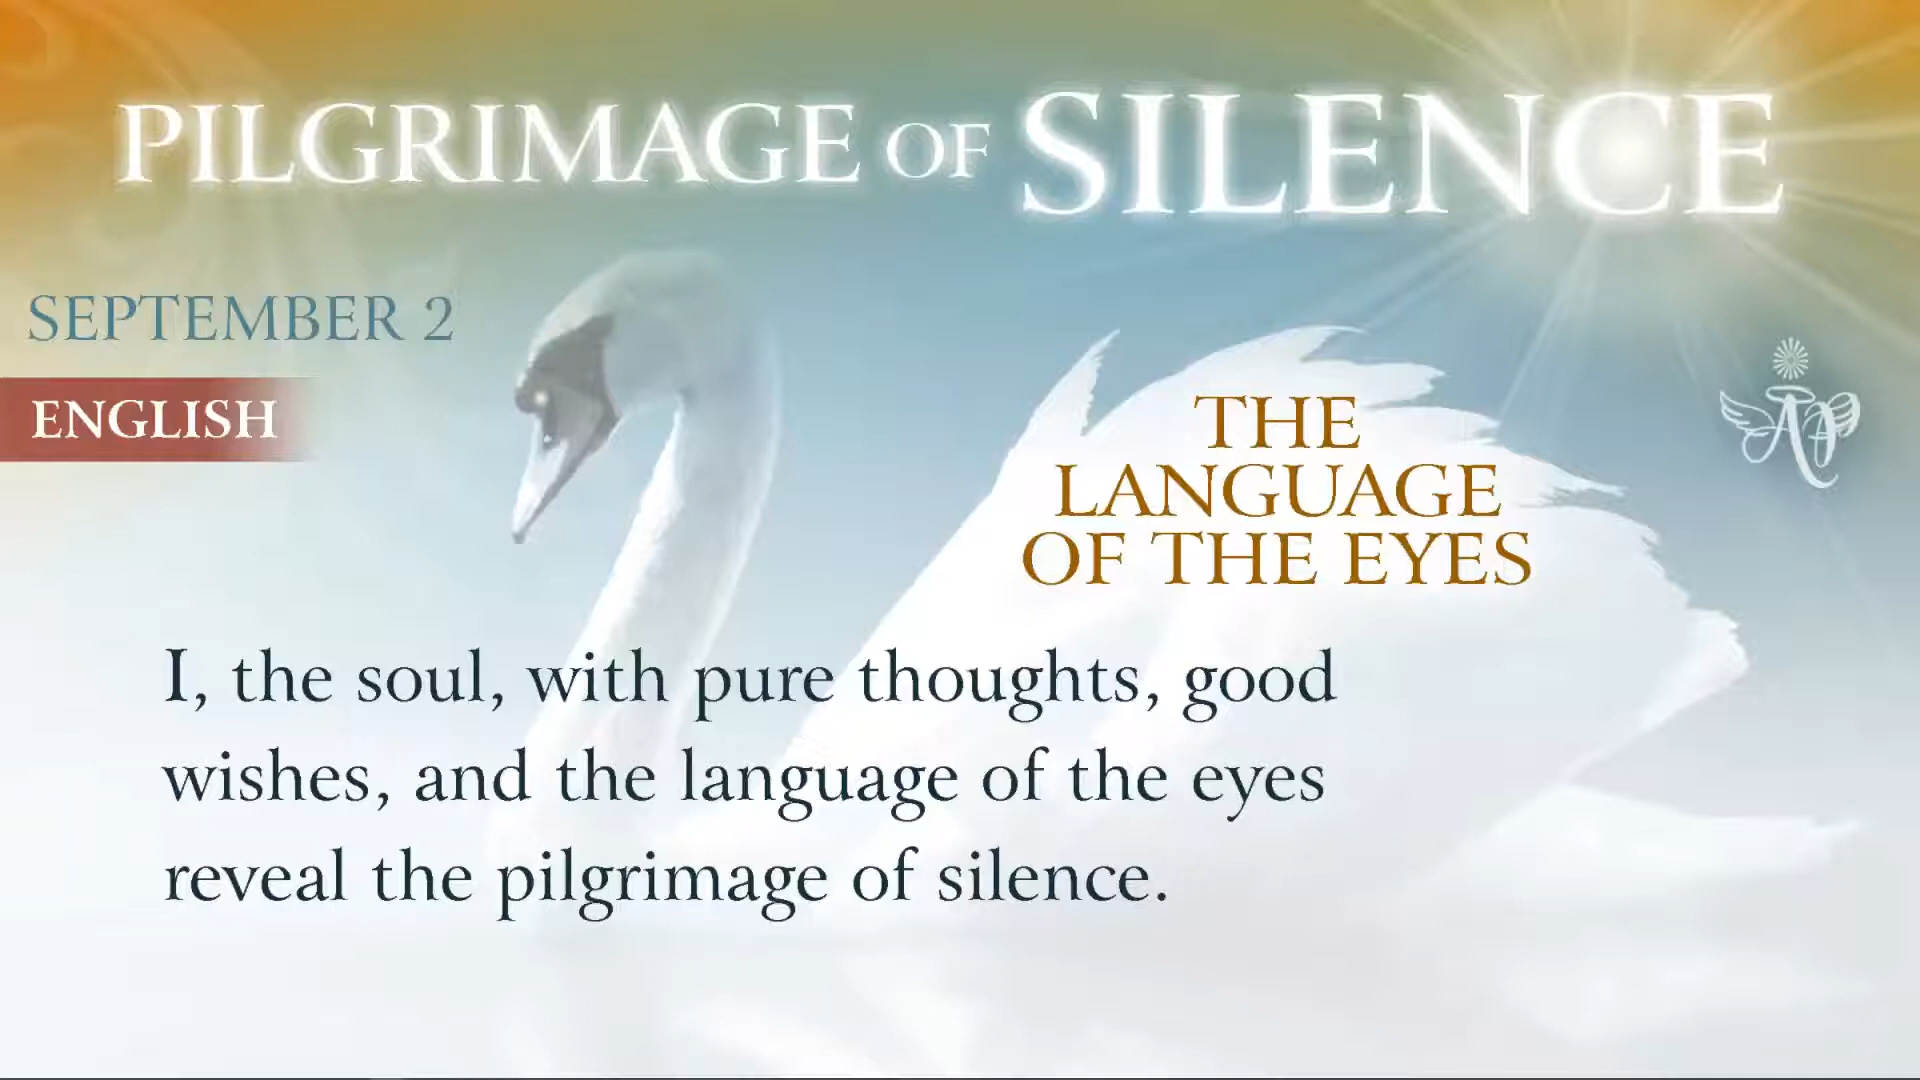 PILGRIMAGE OF SILENCE
SEPTEMBER 2
ENGLISH
THE
LANGUAGE
OF THE EYES
I, the soul, with pure thoughts, good
wishes, and the language of the eyes
reveal the pilgrimage of silence.